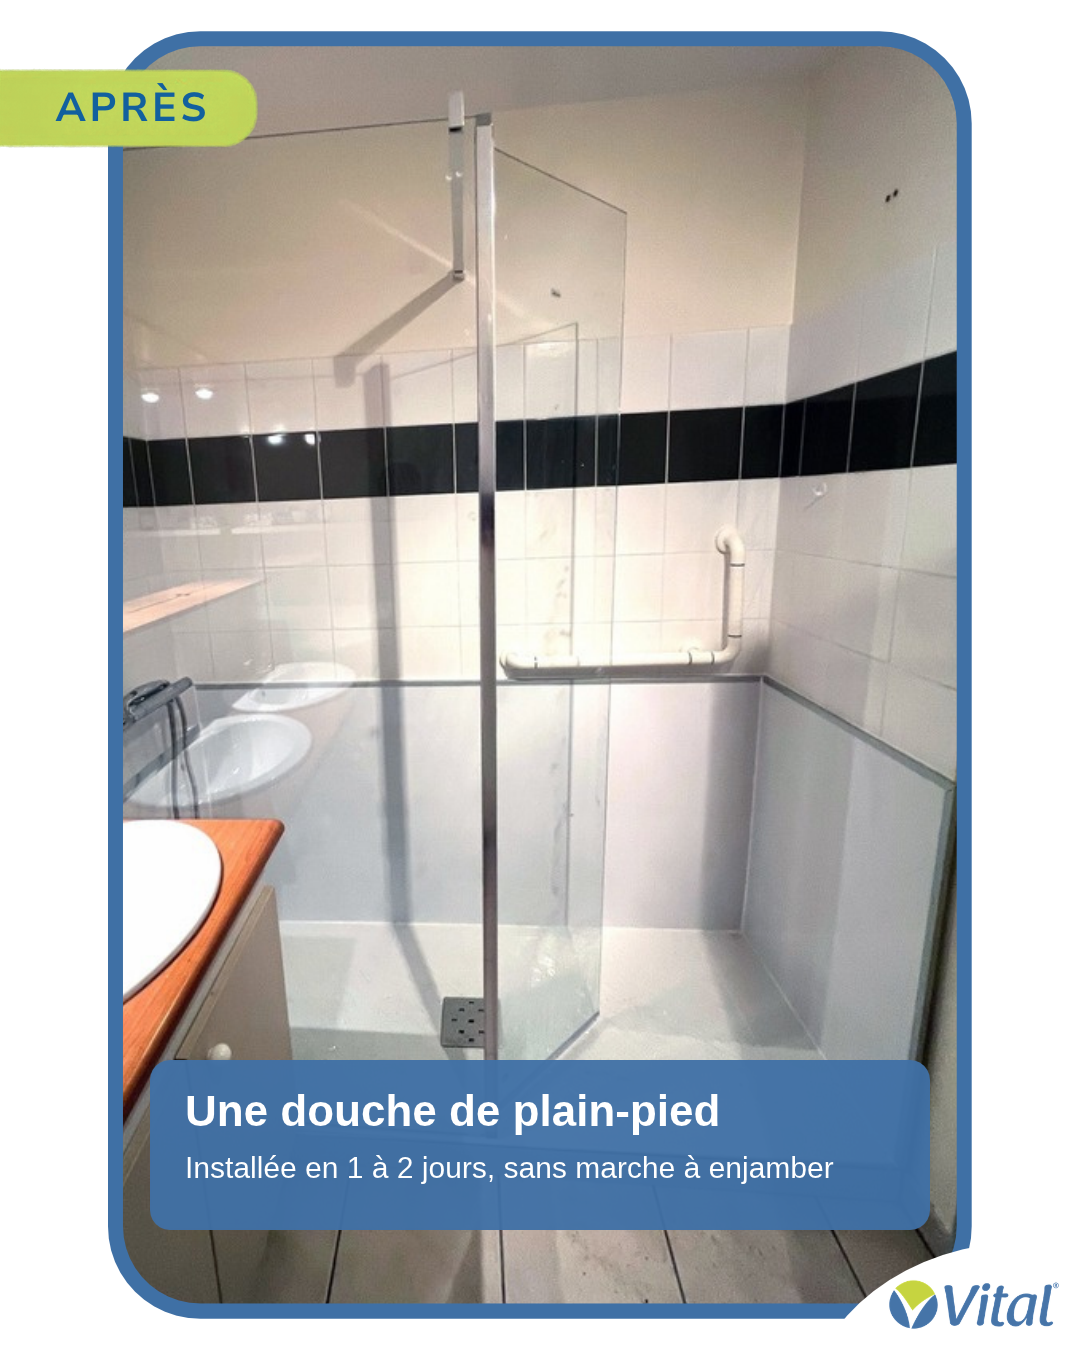 APRÈS
Une douche de plain-pied
Installée en 1 à 2 jours, sans marche à enjamber
Vital®